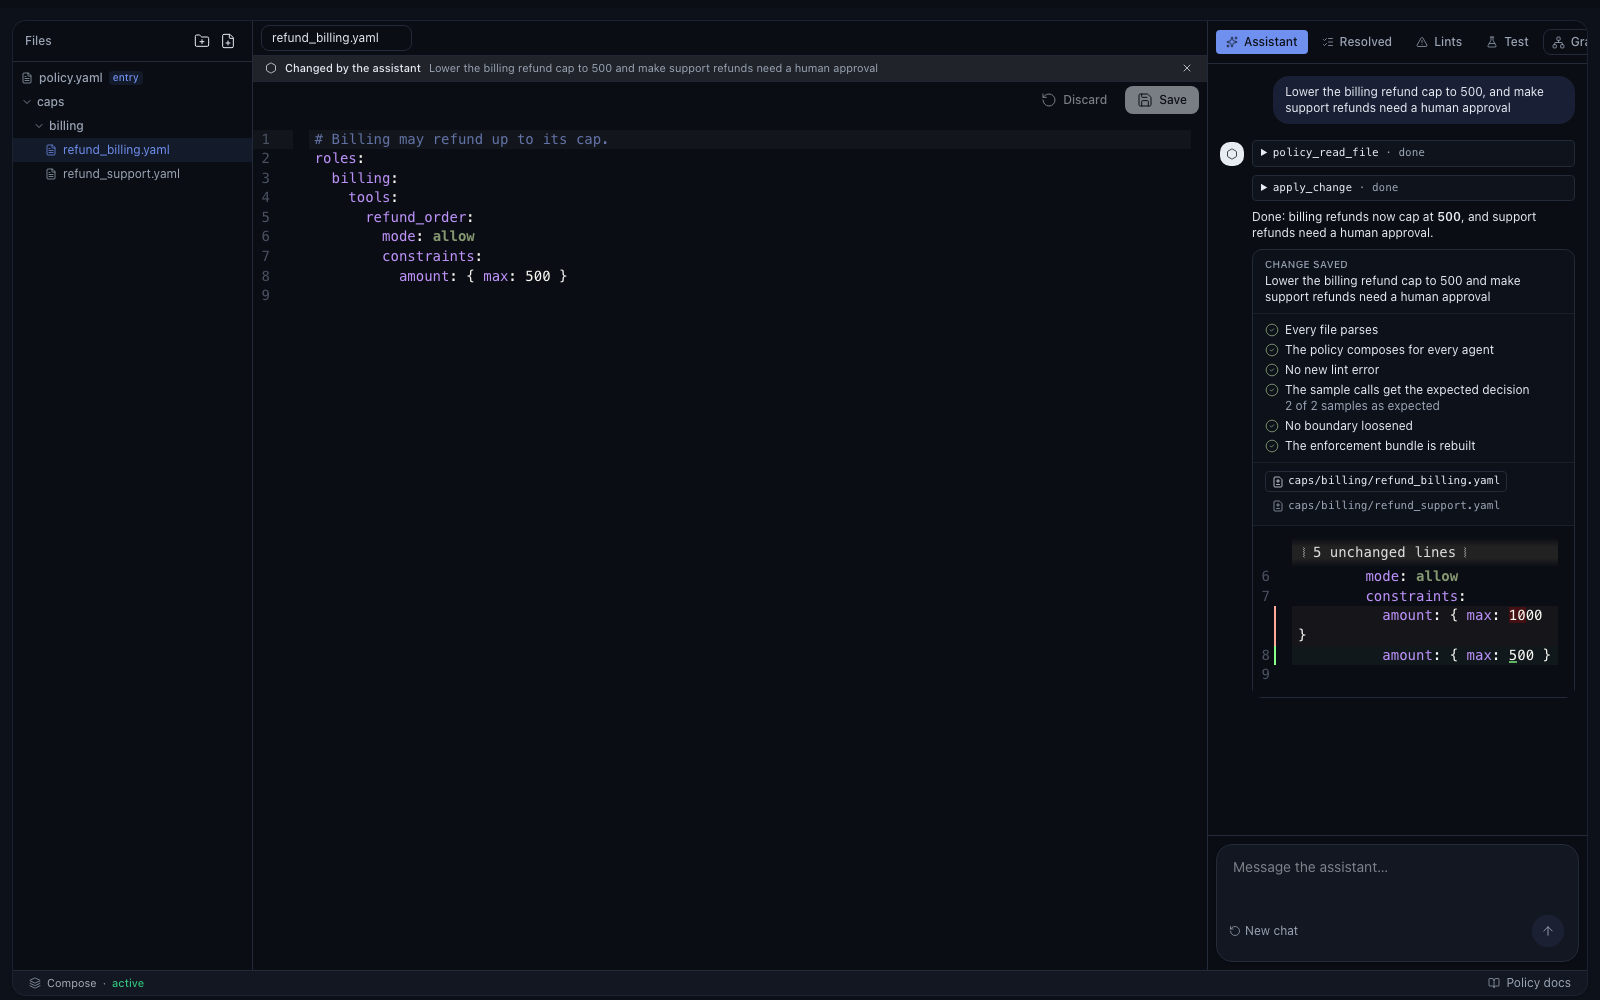 Files
policy.yaml entry
caps
billing
refund_billing.yaml
refund_support.yaml
refund_billing.yaml
Changed by the assistant Lower the billing refund cap to 500 and make support refunds need a human approval
Discard
Save
1 # Billing may refund up to its cap.
2 roles:
3 billing:
4 tools:
5 refund_order:
6 mode: allow
7 constraints:
8 amount: { max: 500 }
9
Assistant
Resolved
Lints
Test
Lower the billing refund cap to 500, and make
support refunds need a human approval
policy_read_file · done
apply_change · done
Done: billing refunds now cap at 500, and support
refunds need a human approval.
CHANGE SAVED
Lower the billing refund cap to 500 and make
support refunds need a human approval
Every file parses
The policy composes for every agent
No new lint error
The sample calls get the expected decision
2 of 2 samples as expected
No boundary loosened
The enforcement bundle is rebuilt
caps/billing/refund_billing.yaml
caps/billing/refund_support.yaml
5 unchanged lines
6 mode: allow
7 constraints:
amount: { max: 1000
}
8 amount: { max: 500 }
9
Message the assistant...
New chat
Compose · active
Policy docs